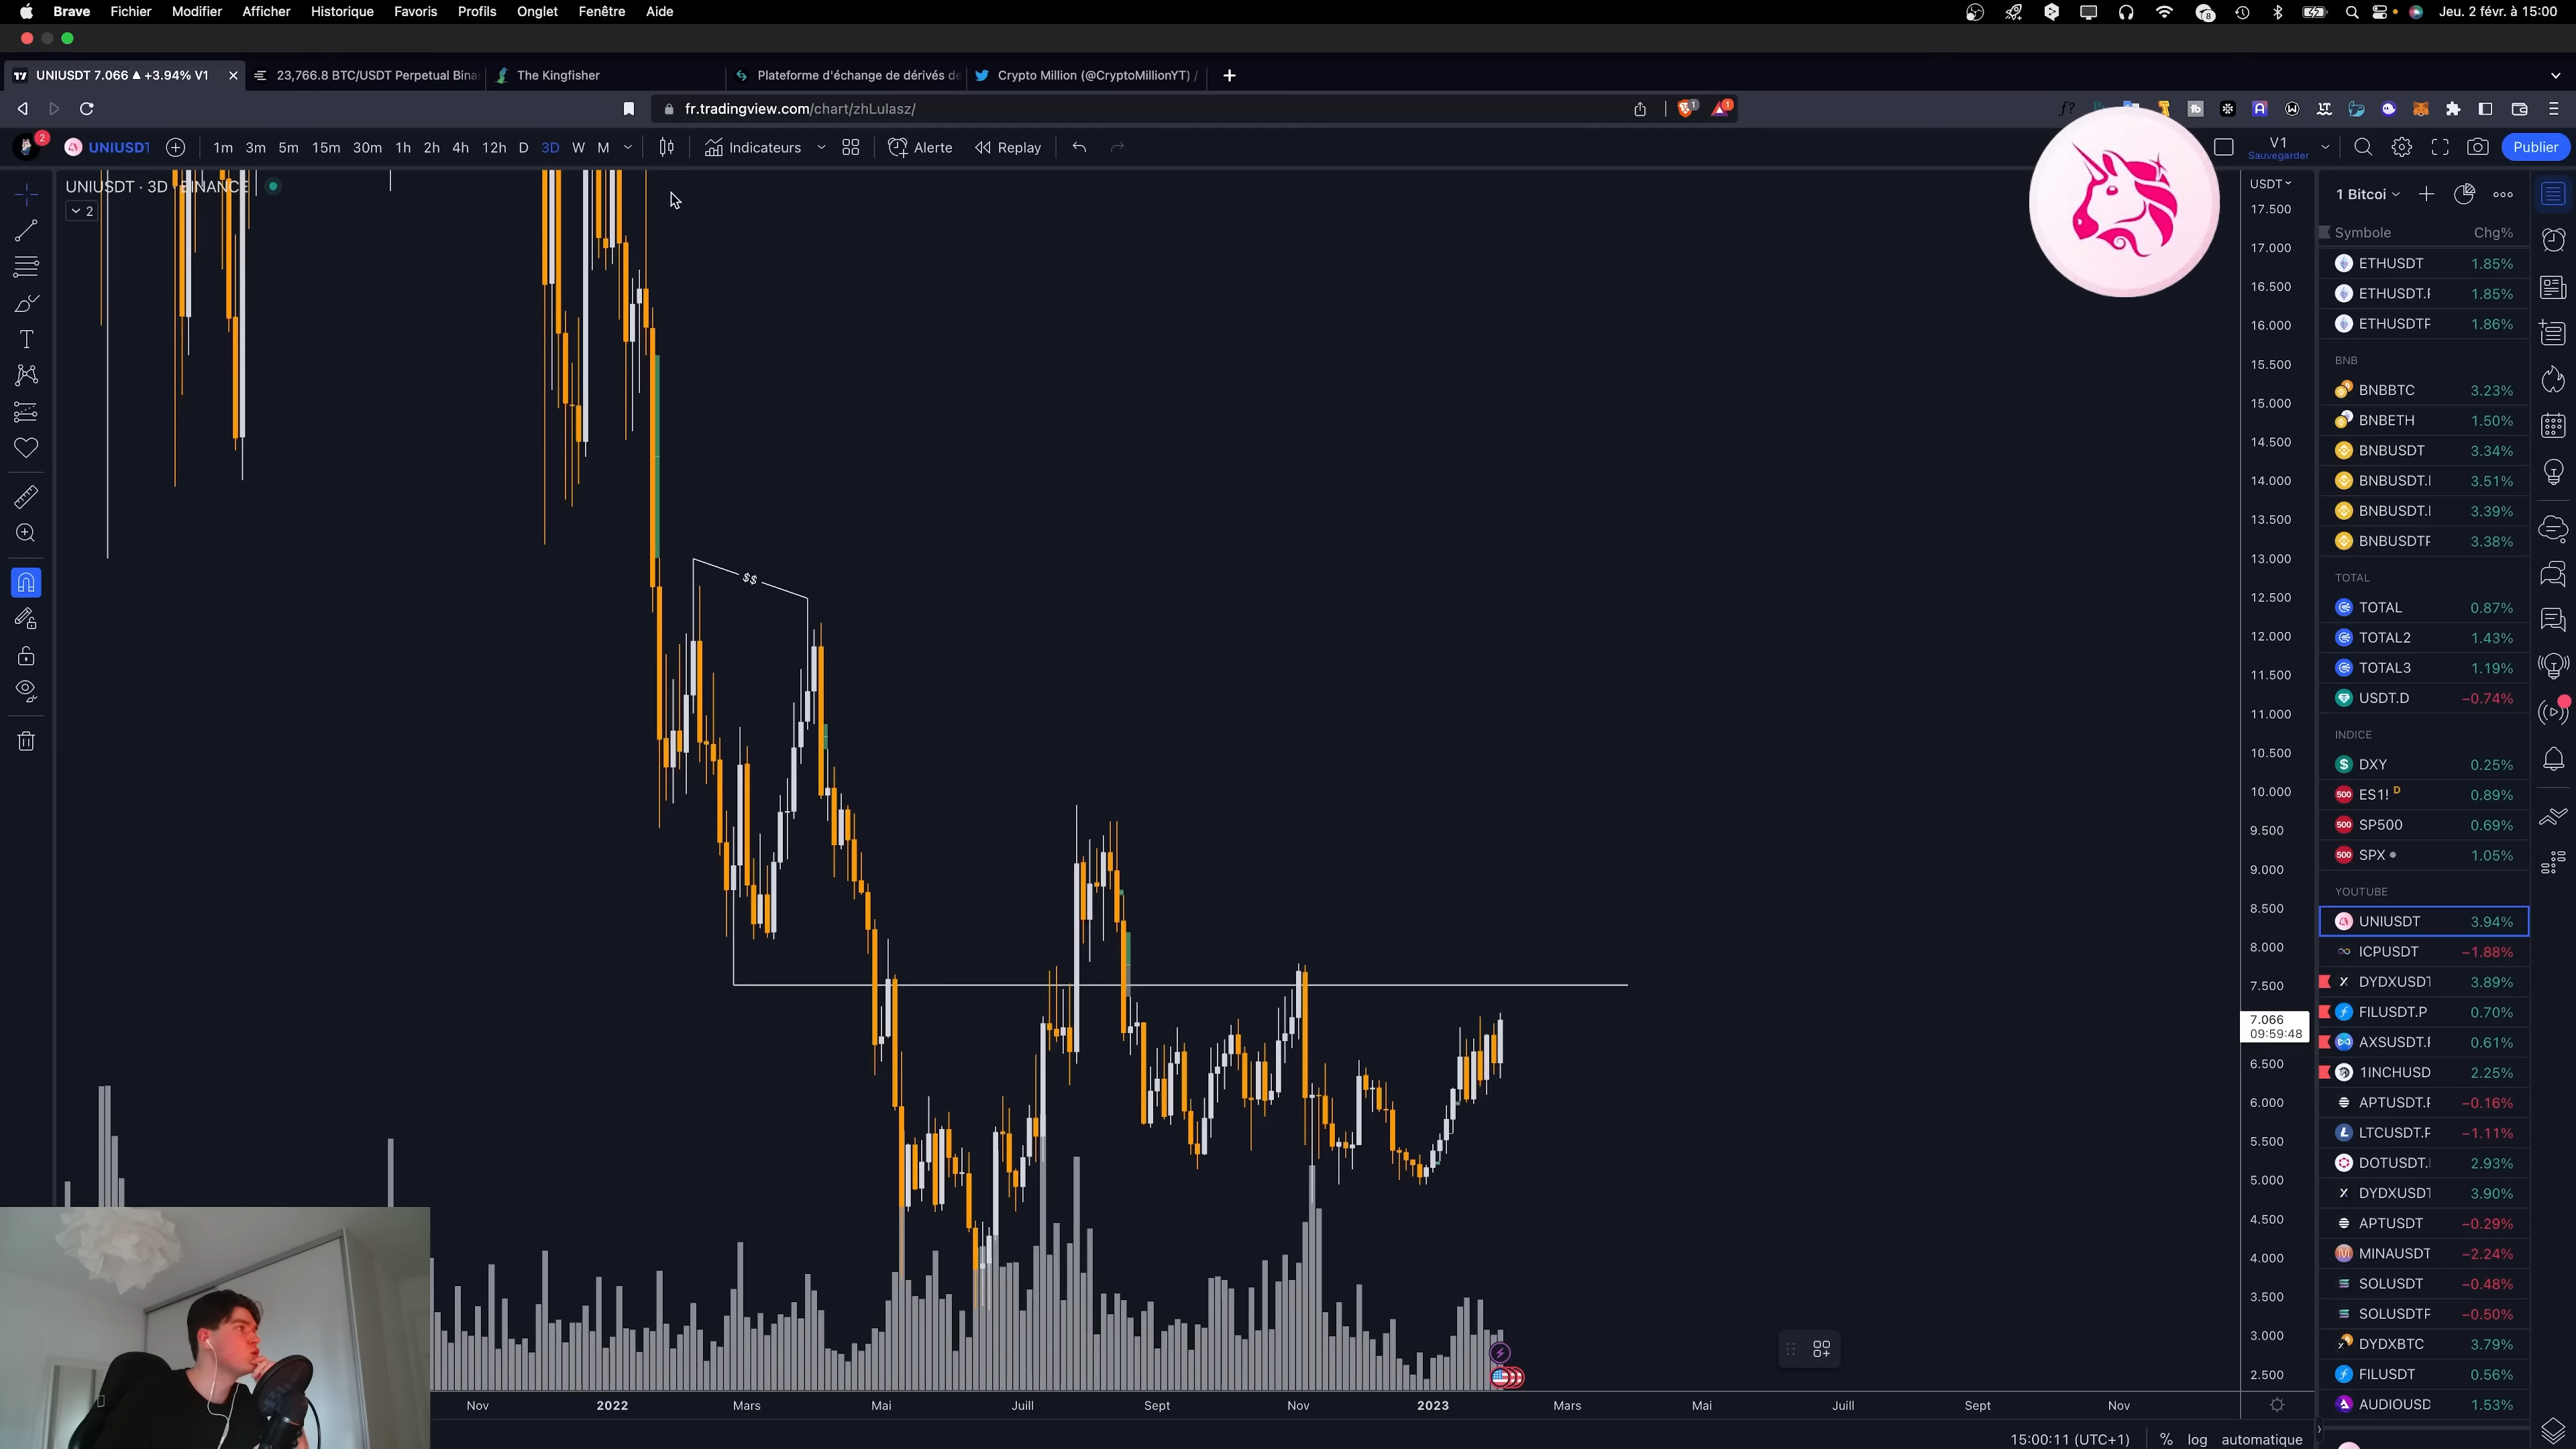 Brave Fichier Modifier Afficher Historique Favoris Profils Onglet Fenêtre Aide
8
Jeu. 2 févr. à 15:00
UNIUSDT 7.066 ▲ +3.94% V1
23,766.8 BTC/USDT Perpetual Bina
The Kingfisher
Plateforme d'échange de dérivés de
Crypto Million (@CryptoMillionYT) /
fr.tradingview.com/chart/zhLulasz/
1
1
2
UNIUSDT
1m 3m 5m 15m 30m 1h 2h 4h 12h D 3D W M
Indicateurs
Alerte
Replay
V1
Sauvegarder
Publier
UNIUSDT · 3D · BINANCE
2
$$
USDT
17.500
17.000
16.500
16.000
15.500
15.000
14.500
14.000
13.500
13.000
12.500
12.000
11.500
11.000
10.500
10.000
9.500
9.000
8.500
8.000
7.500
7.066
09:59:48
6.500
6.000
5.500
5.000
4.500
4.000
3.500
3.000
2.500
Nov 2022 Mars Mai Juill Sept Nov 2023 Mars Mai Juill Sept Nov
15:00:11 (UTC+1) % log automatique
1 Bitcoi
Symbole Chg%
ETHUSDT 1.85%
ETHUSDT.F 1.85%
ETHUSDTF 1.86%
BNB
BNBBTC 3.23%
BNBETH 1.50%
BNBUSDT 3.34%
BNBUSDT.I 3.51%
BNBUSDT.I 3.39%
BNBUSDTF 3.38%
TOTAL
TOTAL 0.87%
TOTAL2 1.43%
TOTAL3 1.19%
USDT.D −0.74%
INDICE
DXY 0.25%
500 ES1! D 0.89%
500 SP500 0.69%
500 SPX 1.05%
YOUTUBE
UNIUSDT 3.94%
ICPUSDT −1.88%
DYDXUSDT 3.89%
FILUSDT.P 0.70%
AXSUSDT.F 0.61%
1INCHUSD 2.25%
APTUSDT.F −0.16%
LTCUSDT.F −1.11%
DOTUSDT. 2.93%
DYDXUSDT 3.90%
APTUSDT −0.29%
MINAUSDT −2.24%
SOLUSDT −0.48%
SOLUSDTF −0.50%
DYDXBTC 3.79%
FILUSDT 0.56%
AUDIOUSD 1.53%